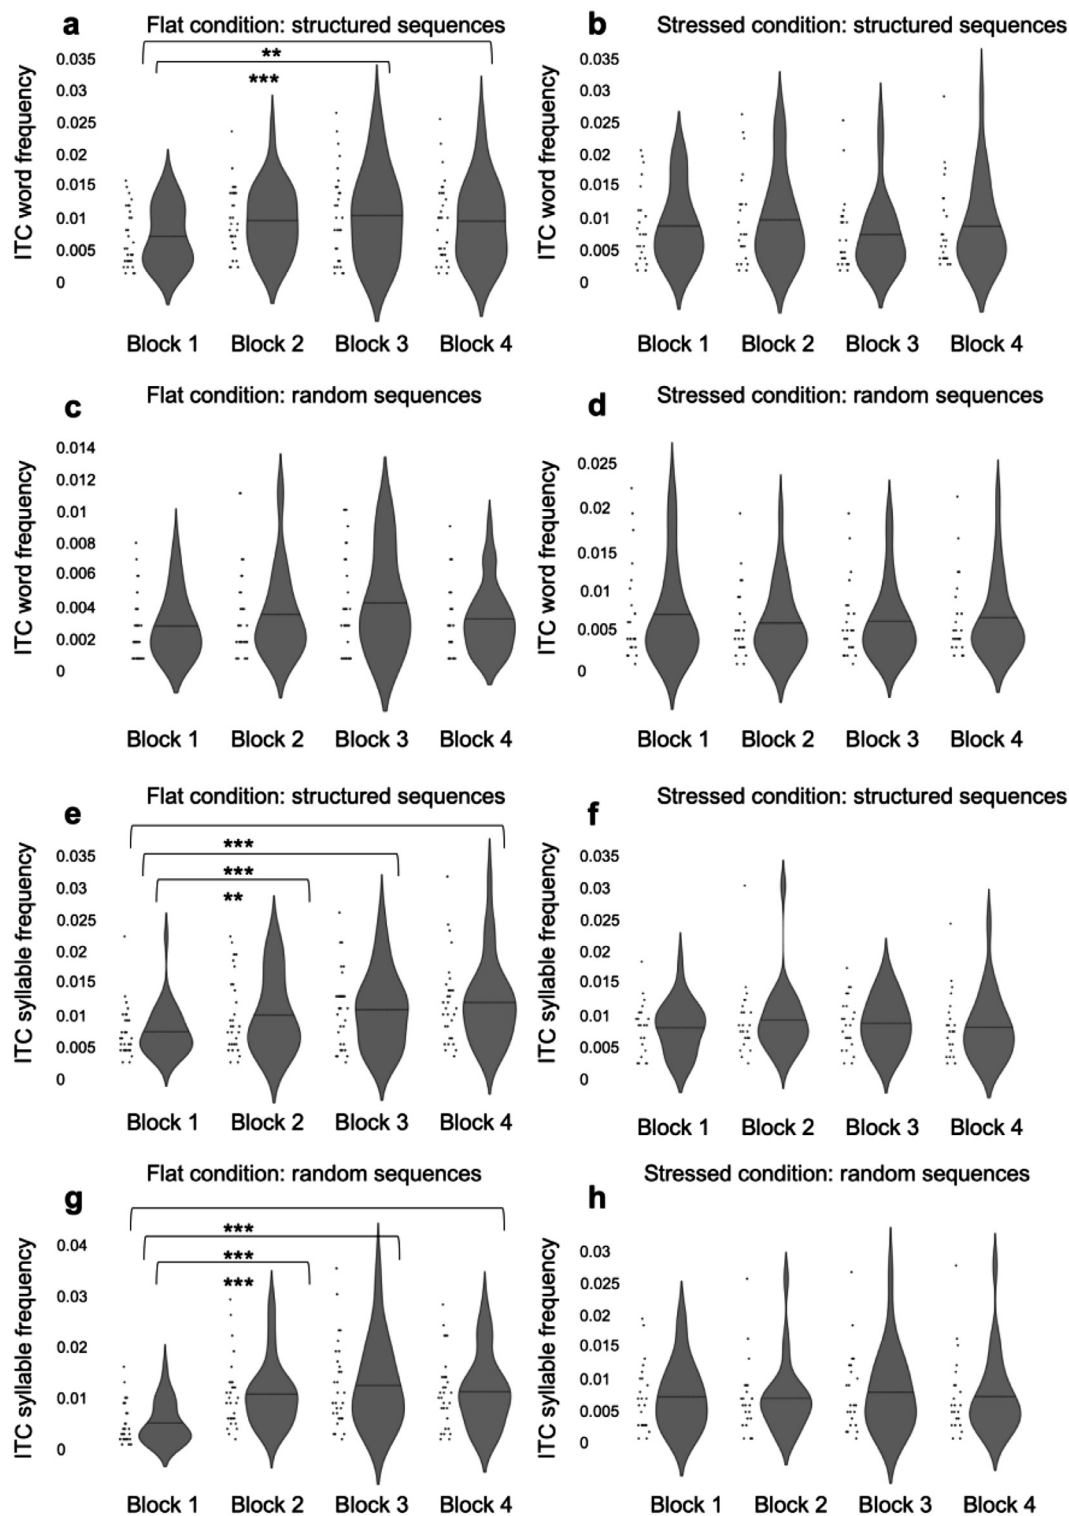 a Flat condition: structured sequences
**
***
ITC word frequency
0.035
0.03
0.025
0.02
0.015
0.01
0.005
0
Block 1 Block 2 Block 3 Block 4
b Stressed condition: structured sequences
ITC word frequency
0.035
0.03
0.025
0.02
0.015
0.01
0.005
0
Block 1 Block 2 Block 3 Block 4
c Flat condition: random sequences
ITC word frequency
0.014
0.012
0.01
0.008
0.006
0.004
0.002
0
Block 1 Block 2 Block 3 Block 4
d Stressed condition: random sequences
ITC word frequency
0.025
0.02
0.015
0.01
0.005
0
Block 1 Block 2 Block 3 Block 4
e Flat condition: structured sequences
***
***
**
ITC syllable frequency
0.035
0.03
0.025
0.02
0.015
0.01
0.005
0
Block 1 Block 2 Block 3 Block 4
f Stressed condition: structured sequences
ITC syllable frequency
0.035
0.03
0.025
0.02
0.015
0.01
0.005
0
Block 1 Block 2 Block 3 Block 4
g Flat condition: random sequences
***
***
***
ITC syllable frequency
0.04
0.03
0.02
0.01
0
Block 1 Block 2 Block 3 Block 4
h Stressed condition: random sequences
ITC syllable frequency
0.03
0.025
0.02
0.015
0.01
0.005
0
Block 1 Block 2 Block 3 Block 4